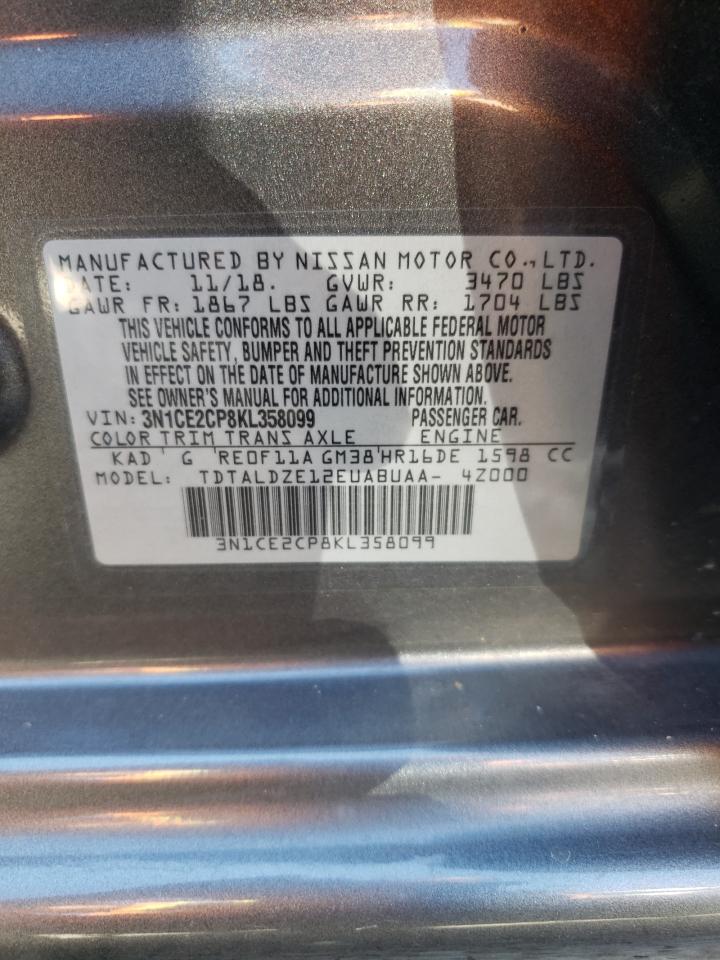 MANUFACTURED BY NISSAN MOTOR CO., LTD.
DATE: 11/18. GVWR: 3470 LBS
GAWR FR: 1867 LBS GAWR RR: 1704 LBS
THIS VEHICLE CONFORMS TO ALL APPLICABLE FEDERAL MOTOR
VEHICLE SAFETY, BUMPER AND THEFT PREVENTION STANDARDS
IN EFFECT ON THE DATE OF MANUFACTURE SHOWN ABOVE.
SEE OWNER'S MANUAL FOR ADDITIONAL INFORMATION.
VIN: 3N1CE2CP8KL358099 PASSENGER CAR.
COLOR TRIM TRANS AXLE ENGINE
KAD ' G 'RE0F11A GM38'HR16DE 1598 CC
MODEL: TDTALDZE12EUABUAA- 4Z000
3N1CE2CP8KL358099